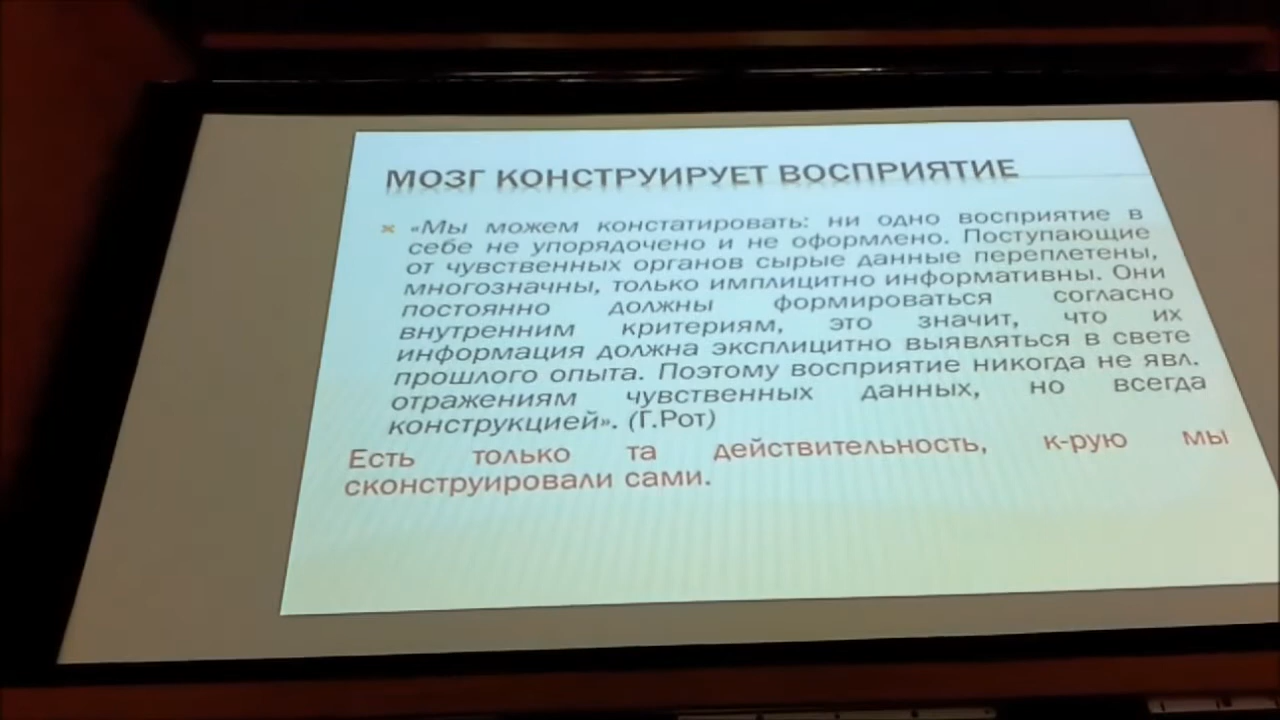 МОЗГ КОНСТРУИРУЕТ ВОСПРИЯТИЕ
«Мы можем констатировать: ни одно восприятие в
себе не упорядочено и не оформлено. Поступающие
от чувственных органов сырые данные переплетены,
многозначны, только имплицитно информативны. Они
постоянно должны формироваться согласно
внутренним критериям, это значит, что их
информация должна эксплицитно выявляться в свете
прошлого опыта. Поэтому восприятие никогда не явл.
отражениям чувственных данных, но всегда
конструкцией». (Г.Рот)
Есть только та действительность, к-рую мы
сконструировали сами.